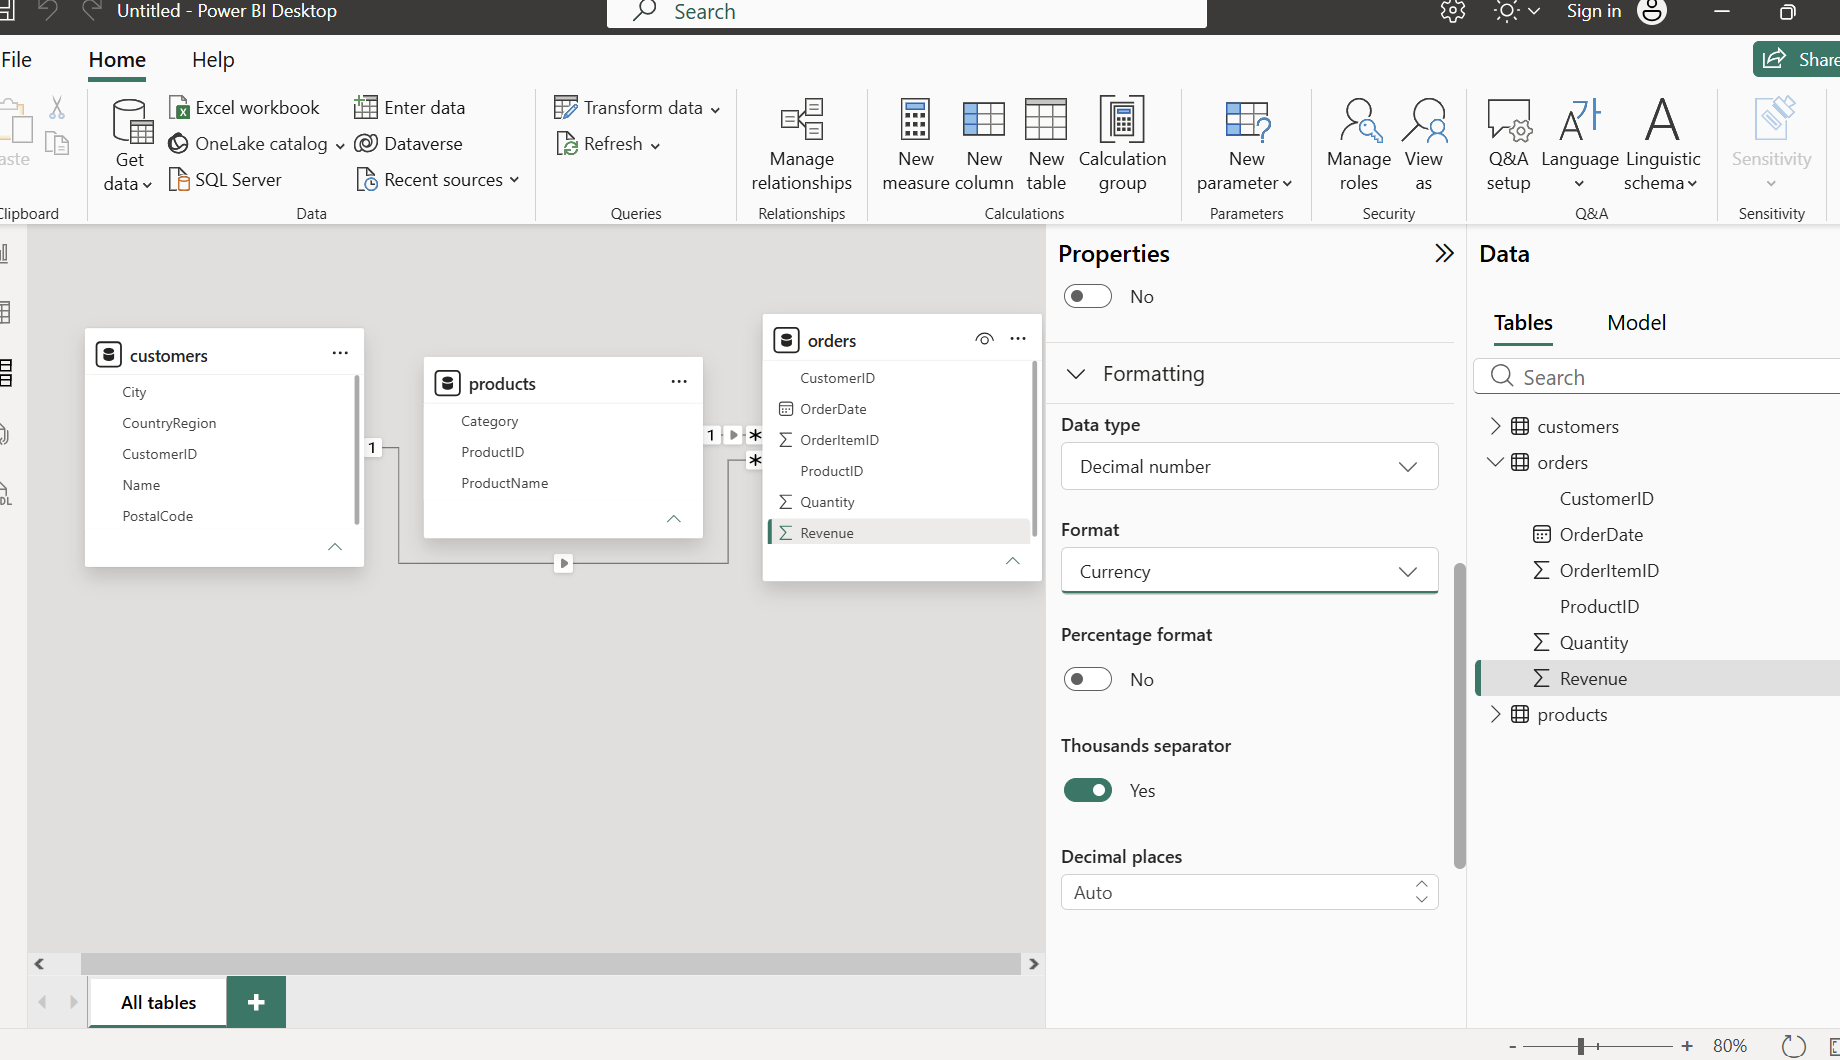 Untitled - Power BI Desktop
Search
Sign in
File
Home
Help
Share
aste
Clipboard
Get data
Excel workbook
OneLake catalog
SQL Server
Enter data
Dataverse
Recent sources
Data
Transform data
Refresh
Queries
Manage relationships
Relationships
New measure
New column
New table
Calculation group
Calculations
New parameter
Parameters
Manage roles
View as
Security
Q&A setup
Language
Linguistic schema
Q&A
Sensitivity
Sensitivity
customers
City
CountryRegion
CustomerID
Name
PostalCode
1
products
Category
ProductID
ProductName
1
*
*
orders
CustomerID
OrderDate
OrderItemID
ProductID
Quantity
Revenue
All tables
Properties
No
Formatting
Data type
Decimal number
Format
Currency
Percentage format
No
Thousands separator
Yes
Decimal places
Auto
Data
Tables
Model
Search
customers
orders
CustomerID
OrderDate
OrderItemID
ProductID
Quantity
Revenue
products
- + 80%